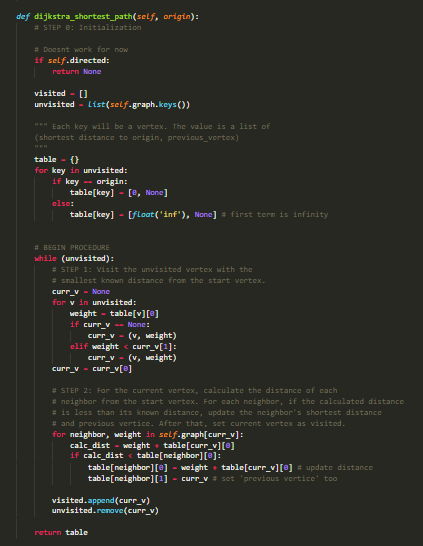 def dijkstra_shortest_path(self, origin):
# STEP 0: Initialization
# Doesnt work for now
if self.directed:
return None
visited = []
unvisited = list(self.graph.keys())
""" Each key will be a vertex. The value is a list of
(shortest distance to origin, previous_vertex)
"""
table = {}
for key in unvisited:
if key == origin:
table[key] = [0, None]
else:
table[key] = [float('inf'), None] # first term is infinity
# BEGIN PROCEDURE
while (unvisited):
# STEP 1: Visit the unvisited vertex with the
# smallest known distance from the start vertex.
curr_v = None
for v in unvisited:
weight = table[v][0]
if curr_v == None:
curr_v = (v, weight)
elif weight < curr_v[1]:
curr_v = (v, weight)
curr_v = curr_v[0]
# STEP 2: For the current vertex, calculate the distance of each
# neighbor from the start vertex. For each neighbor, if the calculated distance
# is less than its known distance, update the neighbor's shortest distance
# and previous vertice. After that, set current vertex as visited.
for neighbor, weight in self.graph[curr_v]:
calc_dist = weight + table[curr_v][0]
if calc_dist < table[neighbor][0]:
table[neighbor][0] = weight + table[curr_v][0] # update distance
table[neighbor][1] = curr_v # set 'previous vertice' too
visited.append(curr_v)
unvisited.remove(curr_v)
return table